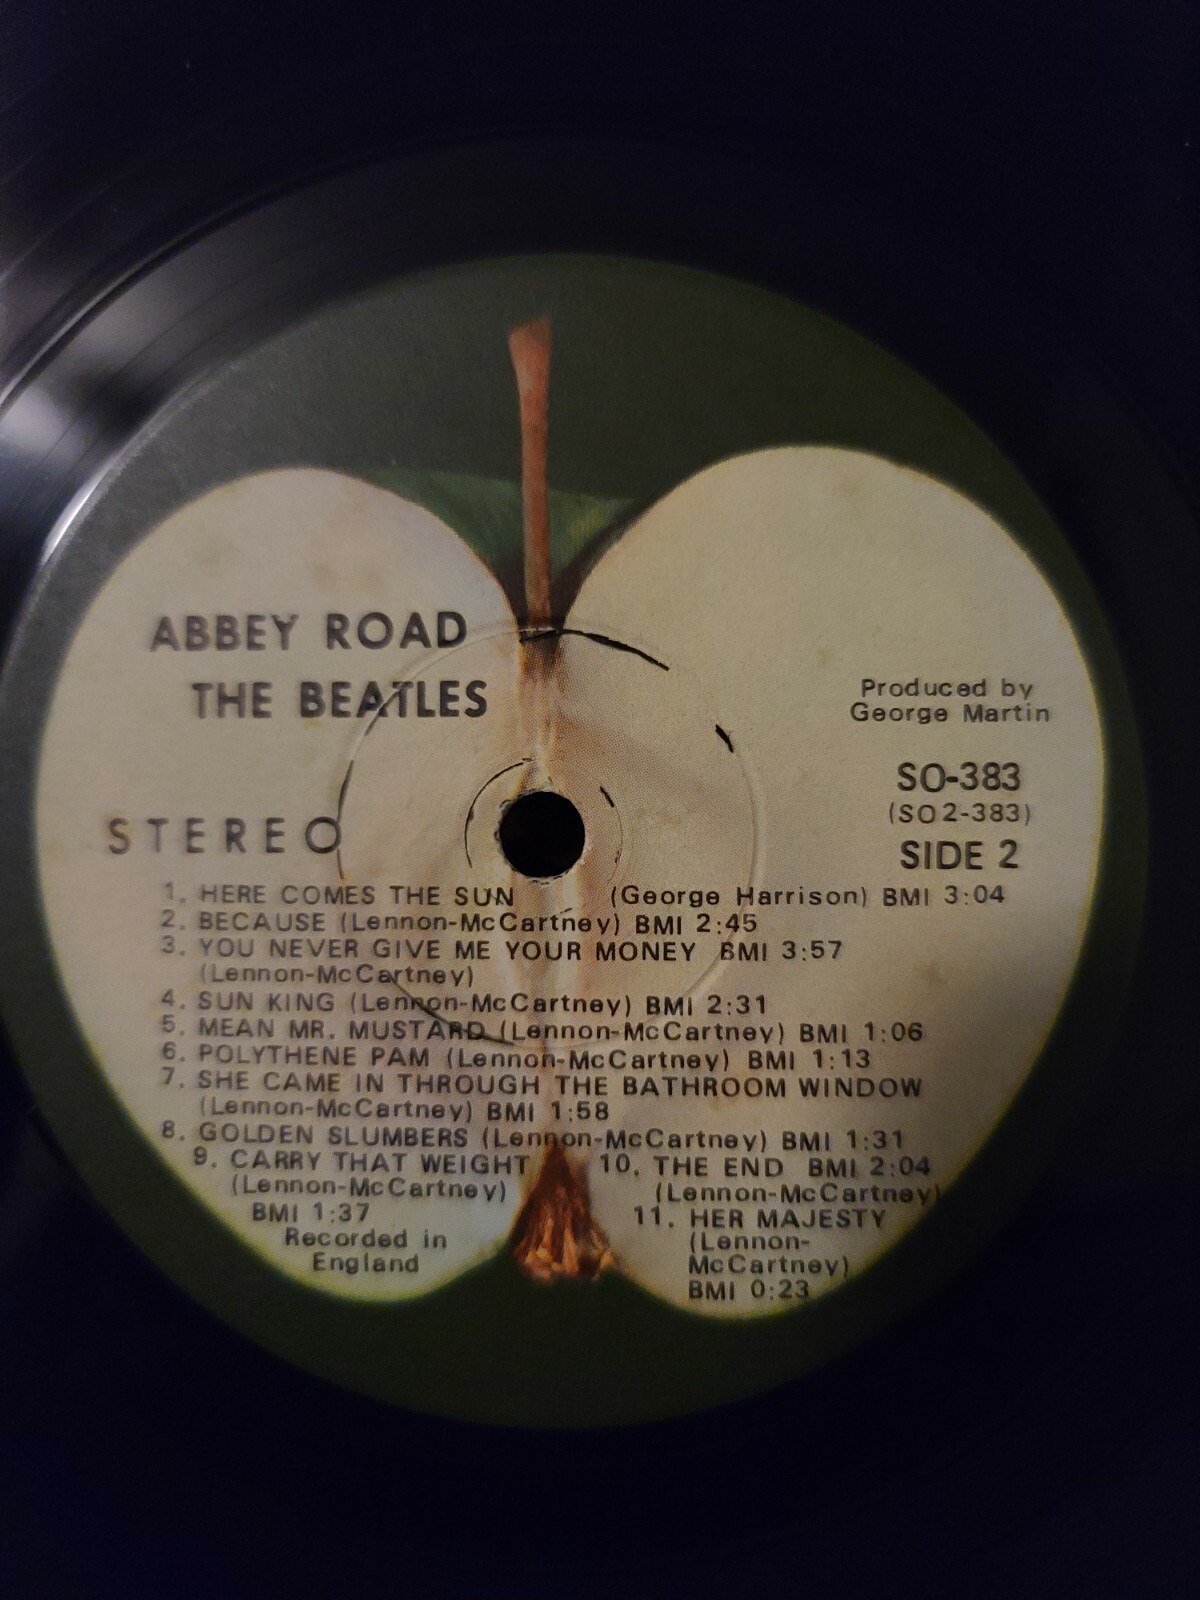 ABBEY ROAD
THE BEATLES
Produced by
George Martin
SO-383
(SO2-383)
STEREO
SIDE 2
1. HERE COMES THE SUN (George Harrison) BMI 3:04
2. BECAUSE (Lennon-McCartney) BMI 2:45
3. YOU NEVER GIVE ME YOUR MONEY BMI 3:57
(Lennon-McCartney)
4. SUN KING (Lennon-McCartney) BMI 2:31
5. MEAN MR. MUSTARD (Lennon-McCartney) BMI 1:06
6. POLYTHENE PAM (Lennon-McCartney) BMI 1:13
7. SHE CAME IN THROUGH THE BATHROOM WINDOW
(Lennon-McCartney) BMI 1:58
8. GOLDEN SLUMBERS (Lennon-McCartney) BMI 1:31
9. CARRY THAT WEIGHT
(Lennon-McCartney)
BMI 1:37
Recorded in
England
10. THE END BMI 2:04
(Lennon-McCartney)
11. HER MAJESTY
(Lennon-
McCartney)
BMI 0:23